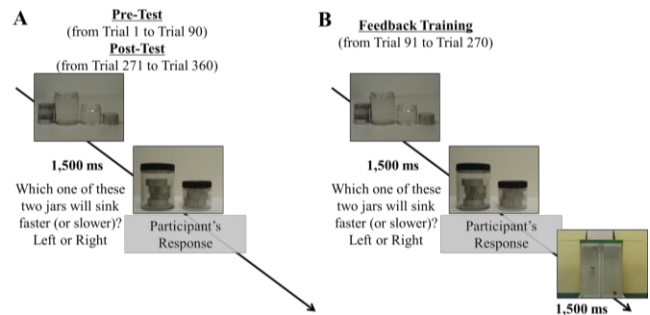 A
Pre-Test
(from Trial 1 to Trial 90)
Post-Test
(from Trial 271 to Trial 360)
1,500 ms
Which one of these
two jars will sink
faster (or slower)?
Left or Right
Participant's
Response
B
Feedback Training
(from Trial 91 to Trial 270)
1,500 ms
Which one of these
two jars will sink
faster (or slower)?
Left or Right
Participant's
Response
1,500 ms